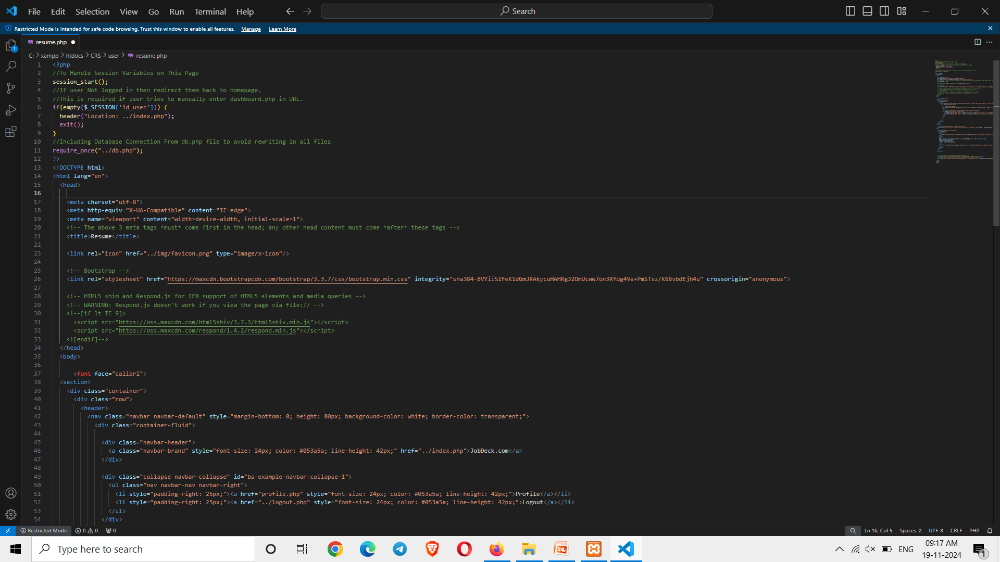 File Edit Selection View Go Run Terminal Help
Search
Restricted Mode is intended for safe code browsing. Trust this window to enable all features. Manage Learn More
resume.php
C: > xampp > htdocs > CRS > user > resume.php
1 <?php
2 //To Handle Session Variables on This Page
3 session_start();
4 //If user Not logged in then redirect them back to homepage.
5 //This is required if user tries to manually enter dashboard.php in URL.
6 if(empty($_SESSION['id_user'])) {
7 header("Location: ../index.php");
8 exit();
9 }
10 //Including Database Connection From db.php file to avoid rewriting in all files
11 require_once("../db.php");
12 ?>
13 <!DOCTYPE html>
14 <html lang="en">
15 <head>
16
17 <meta charset="utf-8">
18 <meta http-equiv="X-UA-Compatible" content="IE=edge">
19 <meta name="viewport" content="width=device-width, initial-scale=1">
20 <!-- The above 3 meta tags *must* come first in the head; any other head content must come *after* these tags -->
21 <title>Resume</title>
22
23 <link rel="icon" href="../img/favicon.png" type="image/x-icon"/>
24
25 <!-- Bootstrap -->
26 <link rel="stylesheet" href="https://maxcdn.bootstrapcdn.com/bootstrap/3.3.7/css/bootstrap.min.css" integrity="sha384-BVYiiSIFeK1dGmJRAkycuHAHRg32OmUcww7on3RYdg4Va+PmSTsz/K68vbdEjh4u" crossorigin="anonymous">
27
28 <!-- HTML5 shim and Respond.js for IE8 support of HTML5 elements and media queries -->
29 <!-- WARNING: Respond.js doesn't work if you view the page via file:// -->
30 <!--[if lt IE 9]>
31 <script src="https://oss.maxcdn.com/html5shiv/3.7.3/html5shiv.min.js"></script>
32 <script src="https://oss.maxcdn.com/respond/1.4.2/respond.min.js"></script>
33 <![endif]-->
34 </head>
35 <body>
36
37 <font face="calibri">
38 <section>
39 <div class="container">
40 <div class="row">
41 <header>
42 <nav class="navbar navbar-default" style="margin-bottom: 0; height: 80px; background-color: white; border-color: transparent;">
43 <div class="container-fluid">
44
45 <div class="navbar-header">
46 <a class="navbar-brand" style="font-size: 24px; color: #053a5a; line-height: 42px;" href="../index.php">JobDeck.com</a>
47 </div>
48
49 <div class="collapse navbar-collapse" id="bs-example-navbar-collapse-1">
50 <ul class="nav navbar-nav navbar-right">
51 <li style="padding-right: 25px;"><a href="profile.php" style="font-size: 24px; color: #053a5a; line-height: 42px;">Profile</a></li>
52 <li style="padding-right: 25px;"><a href="../logout.php" style="font-size: 24px; color: #053a5a; line-height: 42px;">Logout</a></li>
53 </ul>
54 </div>
Restricted Mode 0 0 0 Ln 16, Col 5 Spaces: 2 UTF-8 CRLF PHP
Type here to search
ENG
09:17 AM
19-11-2024
1